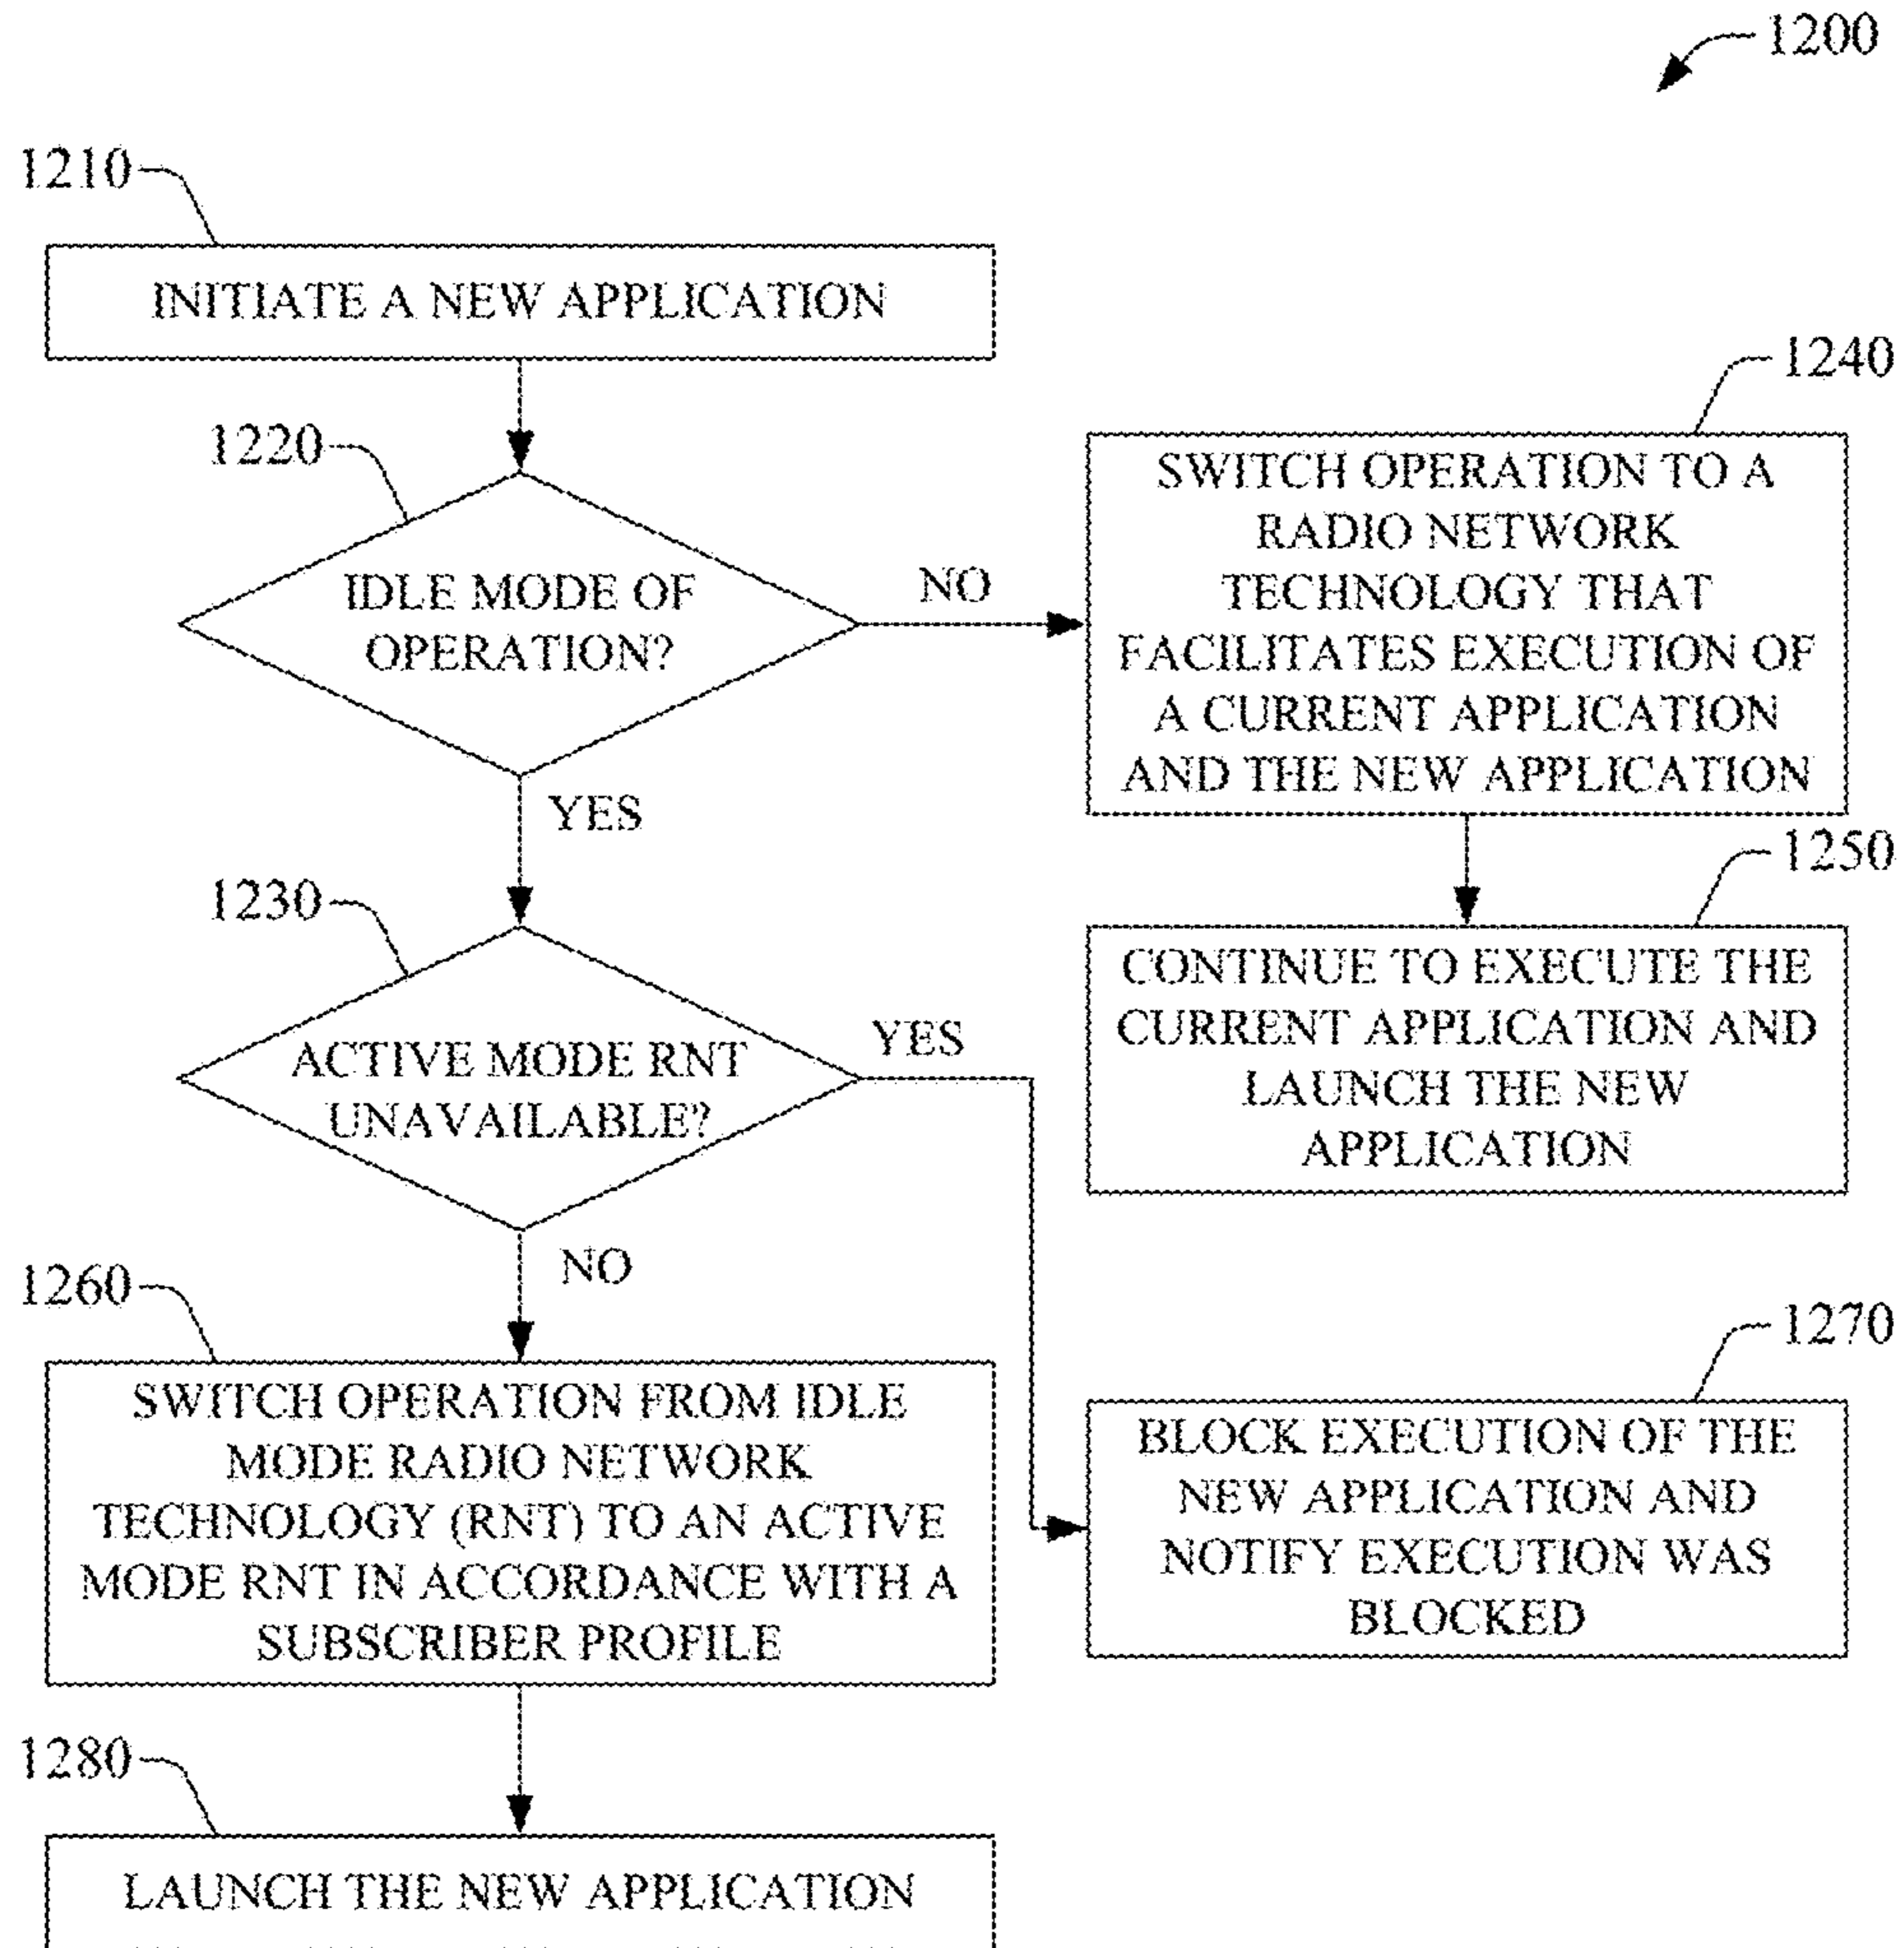 1200
1210
INITIATE A NEW APPLICATION
1220
IDLE MODE OF
OPERATION?
NO
YES
1240
SWITCH OPERATION TO A
RADIO NETWORK
TECHNOLOGY THAT
FACILITATES EXECUTION OF
A CURRENT APPLICATION
AND THE NEW APPLICATION
1250
CONTINUE TO EXECUTE THE
CURRENT APPLICATION AND
LAUNCH THE NEW
APPLICATION
1230
ACTIVE MODE RNT
UNAVAILABLE?
YES
NO
1260
SWITCH OPERATION FROM IDLE
MODE RADIO NETWORK
TECHNOLOGY (RNT) TO AN ACTIVE
MODE RNT IN ACCORDANCE WITH A
SUBSCRIBER PROFILE
1270
BLOCK EXECUTION OF THE
NEW APPLICATION AND
NOTIFY EXECUTION WAS
BLOCKED
1280
LAUNCH THE NEW APPLICATION